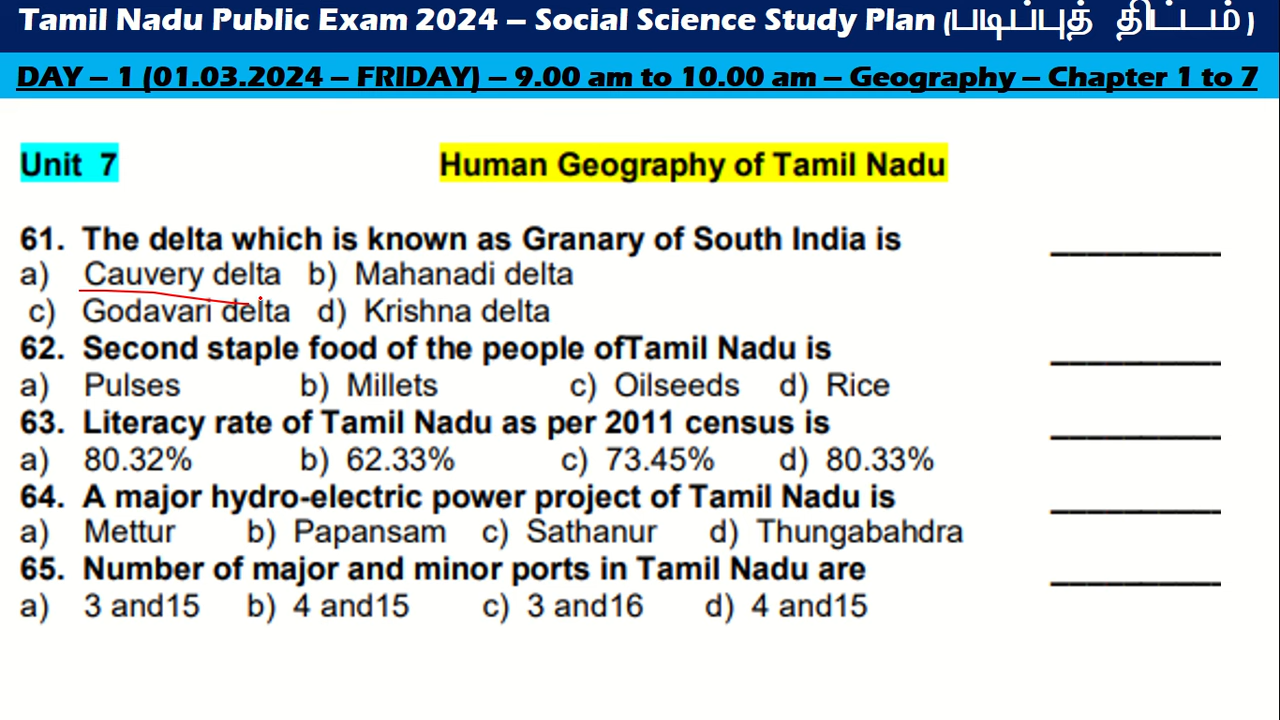 Tamil Nadu Public Exam 2024 – Social Science Study Plan (படிப்புத் திட்டம்)
DAY – 1 (01.03.2024 – FRIDAY) – 9.00 am to 10.00 am – Geography – Chapter 1 to 7
Unit 7 Human Geography of Tamil Nadu
61. The delta which is known as Granary of South India is __________
a) Cauvery delta b) Mahanadi delta
c) Godavari delta d) Krishna delta
62. Second staple food of the people ofTamil Nadu is __________
a) Pulses b) Millets c) Oilseeds d) Rice
63. Literacy rate of Tamil Nadu as per 2011 census is __________
a) 80.32% b) 62.33% c) 73.45% d) 80.33%
64. A major hydro-electric power project of Tamil Nadu is __________
a) Mettur b) Papansam c) Sathanur d) Thungabahdra
65. Number of major and minor ports in Tamil Nadu are __________
a) 3 and15 b) 4 and15 c) 3 and16 d) 4 and15